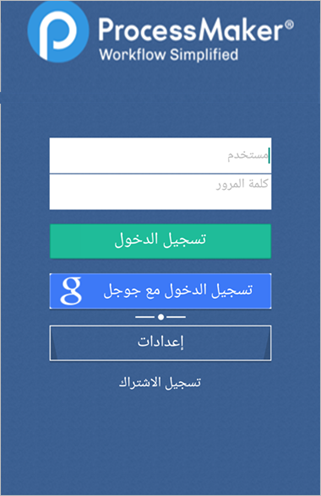 ProcessMaker®
Workflow Simplified
مستخدم
كلمة المرور
تسجيل الدخول
تسجيل الدخول مع جوجل
إعدادات
تسجيل الاشتراك